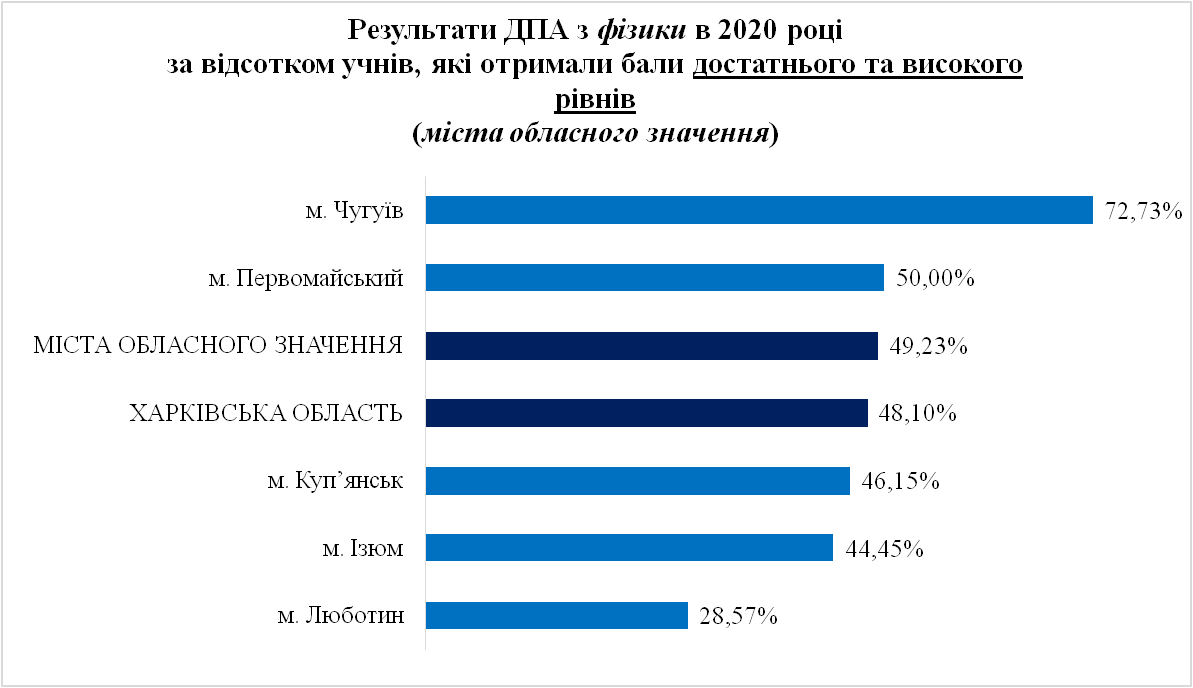 Результати ДПА з фізики в 2020 році
за відсотком учнів, які отримали бали достатнього та високого
рівнів
(міста обласного значення)
м. Чугуїв 72,73%
м. Первомайський 50,00%
МІСТА ОБЛАСНОГО ЗНАЧЕННЯ 49,23%
ХАРКІВСЬКА ОБЛАСТЬ 48,10%
м. Куп’янськ 46,15%
м. Ізюм 44,45%
м. Люботин 28,57%